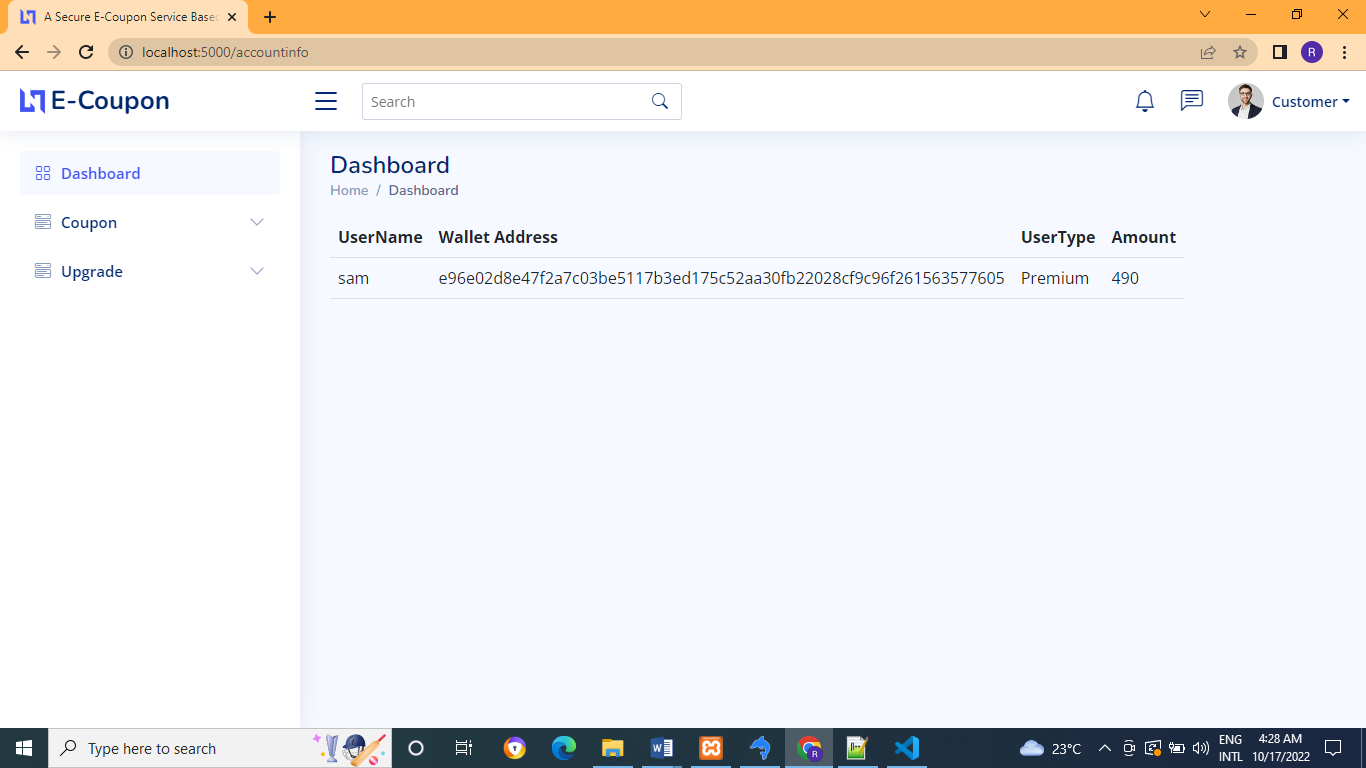 A Secure E-Coupon Service Base
localhost:5000/accountinfo
R
E-Coupon
Search
Customer
Dashboard
Coupon
Upgrade
Dashboard
Home / Dashboard
UserName Wallet Address UserType Amount
sam e96e02d8e47f2a7c03be5117b3ed175c52aa30fb22028cf9c96f261563577605 Premium 490
Type here to search
23°C
ENG
INTL
4:28 AM
10/17/2022